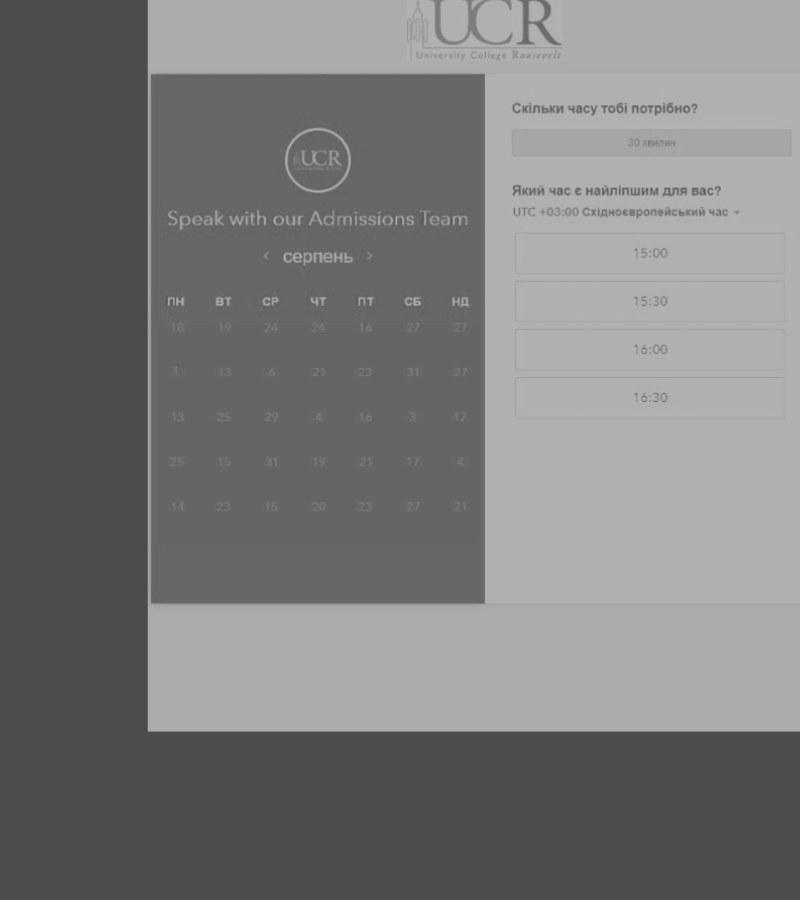 UCR
University College Roosevelt
UCR
Speak with our Admissions Team
< серпень >
ПН ВТ СР ЧТ ПТ СБ НД
18 19 24 24 16 27 27
1 13 6 21 23 31 27
13 25 29 4 16 3 17
25 15 31 19 21 17 4
14 23 15 20 23 27 21
Скільки часу тобі потрібно?
30 хвилин
Який час є найліпшим для вас?
UTC +03:00 Східноєвропейський час
15:00
15:30
16:00
16:30